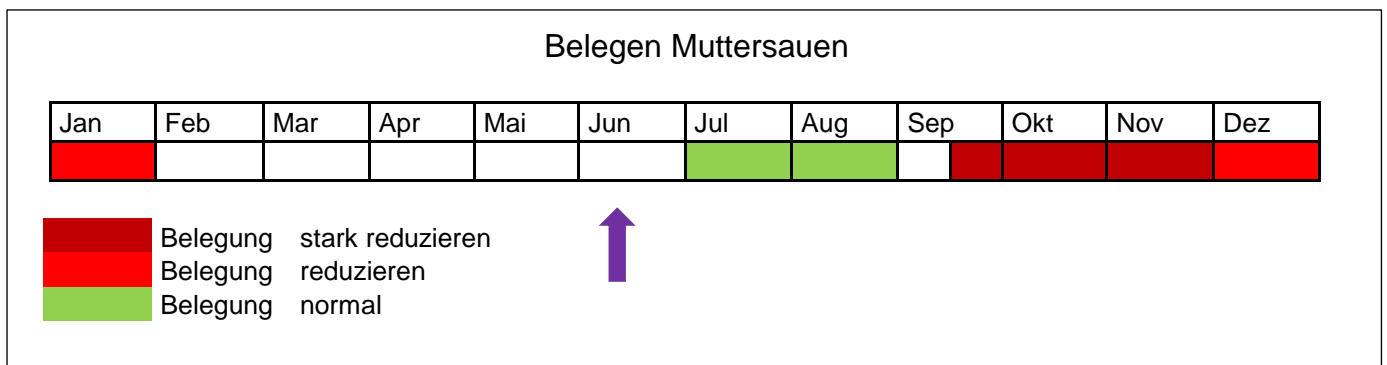 Belegen Muttersauen
Jan Feb Mar Apr Mai Jun Jul Aug Sep Okt Nov Dez
Belegung stark reduzieren
Belegung reduzieren
Belegung normal